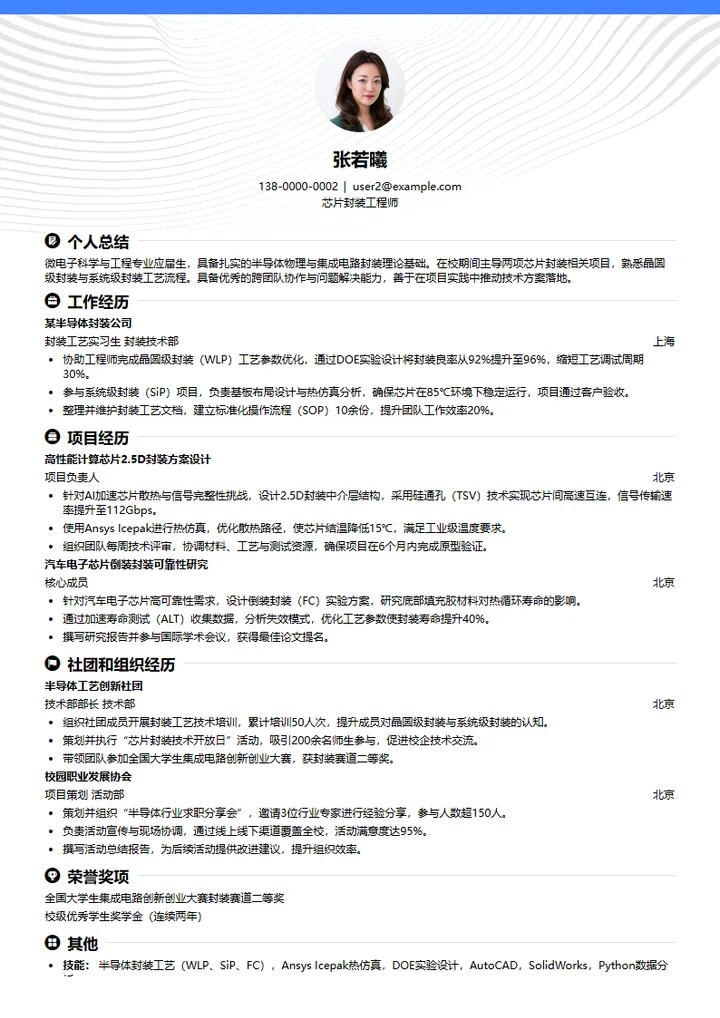 张若曦
138-0000-0002 | user2@example.com
芯片封装工程师
个人总结
微电子科学与工程专业应届生，具备扎实的半导体物理与集成电路封装理论基础。在校期间主导两项芯片封装相关项目，熟悉晶圆
级封装与系统级封装工艺流程。具备优秀的跨团队协作与问题解决能力，善于在项目实践中推动技术方案落地。
工作经历
某半导体封装公司
封装工艺实习生 封装技术部 上海
• 协助工程师完成晶圆级封装（WLP）工艺参数优化，通过DOE实验设计将封装良率从92%提升至96%，缩短工艺调试周期
30%。
• 参与系统级封装（SiP）项目，负责基板布局设计与热仿真分析，确保芯片在85℃环境下稳定运行，项目通过客户验收。
• 整理并维护封装工艺文档，建立标准化操作流程（SOP）10余份，提升团队工作效率20%。
项目经历
高性能计算芯片2.5D封装方案设计
项目负责人 北京
• 针对AI加速芯片散热与信号完整性挑战，设计2.5D封装中介层结构，采用硅通孔（TSV）技术实现芯片间高速互连，信号传输速
率提升至112Gbps。
• 使用Ansys Icepak进行热仿真，优化散热路径，使芯片结温降低15℃，满足工业级温度要求。
• 组织团队每周技术评审，协调材料、工艺与测试资源，确保项目在6个月内完成原型验证。
汽车电子芯片倒装封装可靠性研究
核心成员 北京
• 针对汽车电子芯片高可靠性需求，设计倒装封装（FC）实验方案，研究底部填充胶材料对热循环寿命的影响。
• 通过加速寿命测试（ALT）收集数据，分析失效模式，优化工艺参数使封装寿命提升40%。
• 撰写研究报告并参与国际学术会议，获得最佳论文提名。
社团和组织经历
半导体工艺创新社团
技术部部长 技术部 北京
• 组织社团成员开展封装工艺技术培训，累计培训50人次，提升成员对晶圆级封装与系统级封装的认知。
• 策划并执行“芯片封装技术开放日”活动，吸引200余名师生参与，促进校企技术交流。
• 带领团队参加全国大学生集成电路创新创业大赛，获封装赛道二等奖。
校园职业发展协会
项目策划 活动部 北京
• 策划并组织“半导体行业求职分享会”，邀请3位行业专家进行经验分享，参与人数超150人。
• 负责活动宣传与现场协调，通过线上线下渠道覆盖全校，活动满意度达95%。
• 撰写活动总结报告，为后续活动提供改进建议，提升组织效率。
荣誉奖项
全国大学生集成电路创新创业大赛封装赛道二等奖
校级优秀学生奖学金（连续两年）
其他
• 技能： 半导体封装工艺（WLP、SiP、FC），Ansys Icepak热仿真，DOE实验设计，AutoCAD，SolidWorks，Python数据分